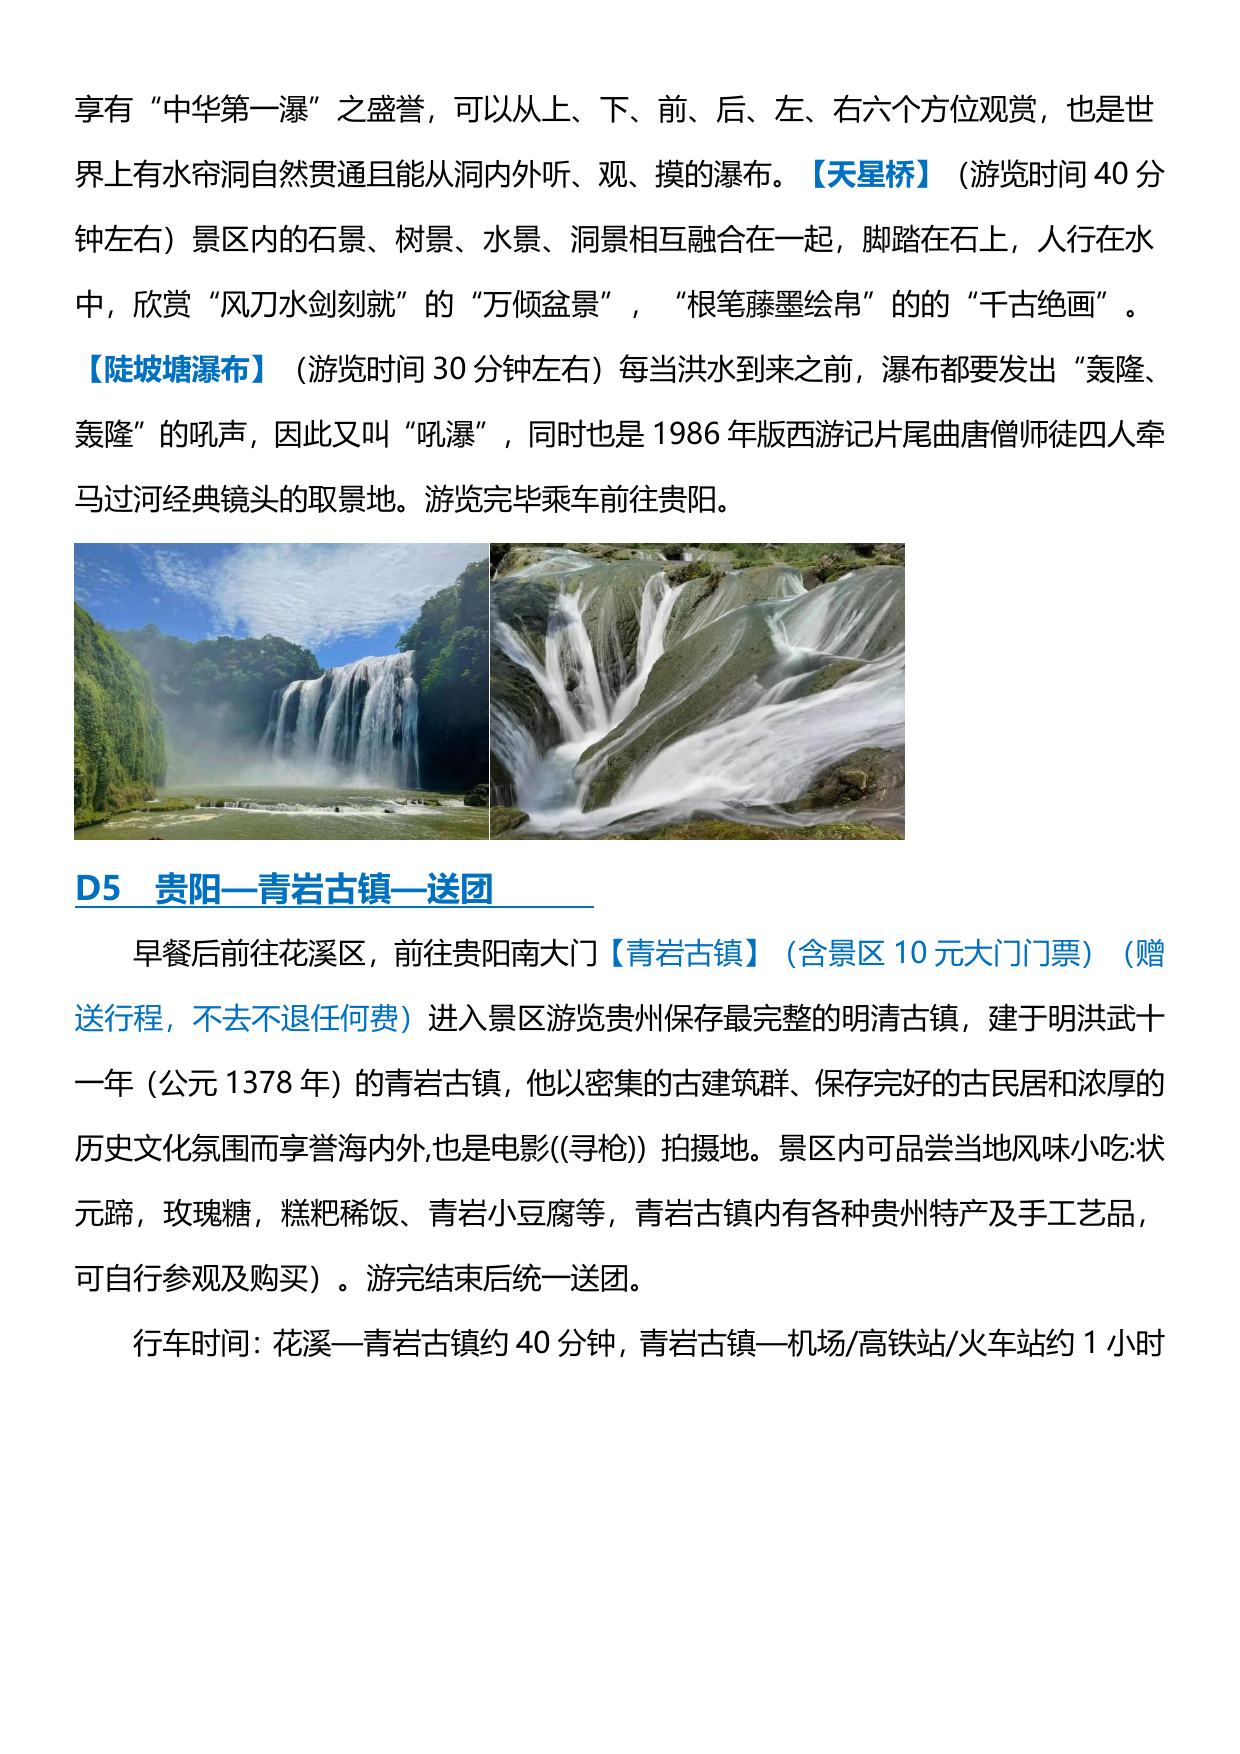 享有“中华第一瀑”之盛誉，可以从上、下、前、后、左、右六个方位观赏，也是世
界上有水帘洞自然贯通且能从洞内外听、观、摸的瀑布。【天星桥】（游览时间 40 分
钟左右）景区内的石景、树景、水景、洞景相互融合在一起，脚踏在石上，人行在水
中，欣赏“风刀水剑刻就”的“万倾盆景”，“根笔藤墨绘帛”的的“千古绝画”。
【陡坡塘瀑布】（游览时间 30 分钟左右）每当洪水到来之前，瀑布都要发出“轰隆、
轰隆”的吼声，因此又叫“吼瀑”，同时也是 1986 年版西游记片尾曲唐僧师徒四人牵
马过河经典镜头的取景地。游览完毕乘车前往贵阳。
D5 贵阳—青岩古镇—送团
早餐后前往花溪区，前往贵阳南大门【青岩古镇】（含景区 10 元大门门票）（赠
送行程，不去不退任何费）进入景区游览贵州保存最完整的明清古镇，建于明洪武十
一年（公元 1378 年）的青岩古镇，他以密集的古建筑群、保存完好的古民居和浓厚的
历史文化氛围而享誉海内外,也是电影((寻枪)) 拍摄地。景区内可品尝当地风味小吃:状
元蹄，玫瑰糖，糕粑稀饭、青岩小豆腐等，青岩古镇内有各种贵州特产及手工艺品，
可自行参观及购买）。游完结束后统一送团。
行车时间：花溪—青岩古镇约 40 分钟，青岩古镇—机场/高铁站/火车站约 1 小时